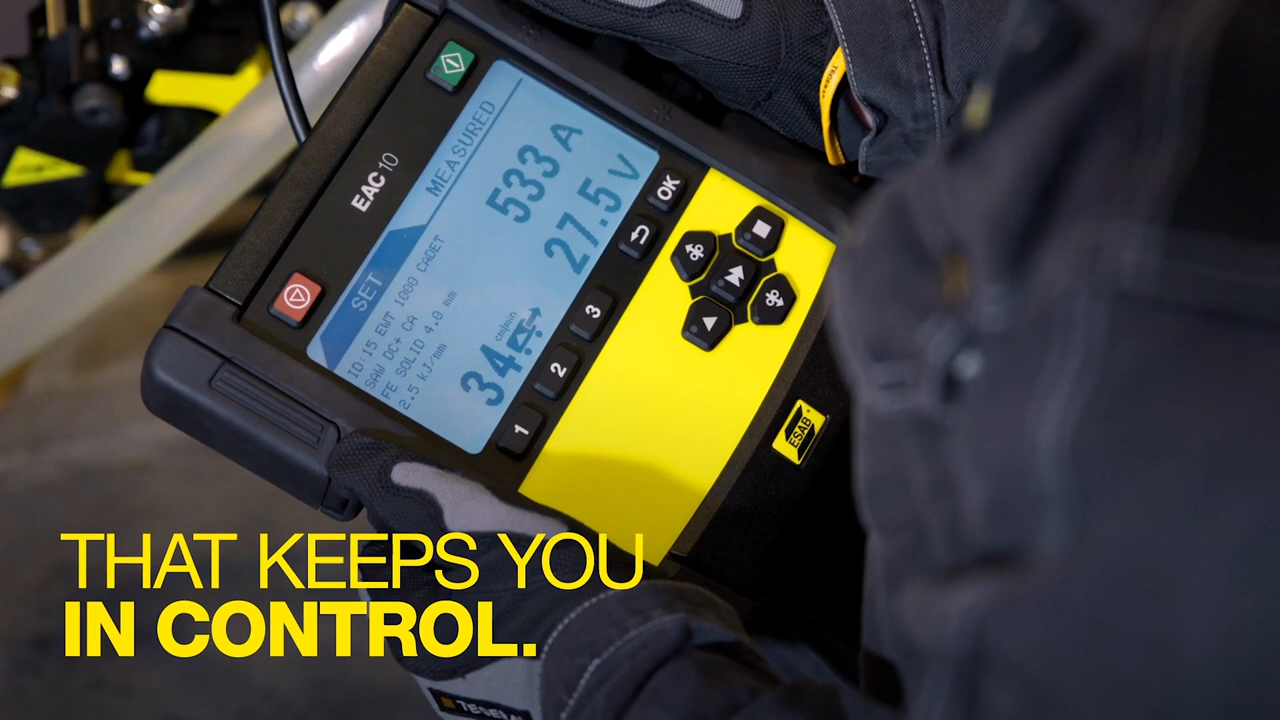 EAC 10
MEASURED
533 A
27.5 V
SET
ID:15 EWT 1000 CADET
SAW DC+ CA
FE SOLID 4.0 mm
2.5 kJ/mm
34 cm/min
OK
3
2
1
ESAB
THAT KEEPS YOU
IN CONTROL.